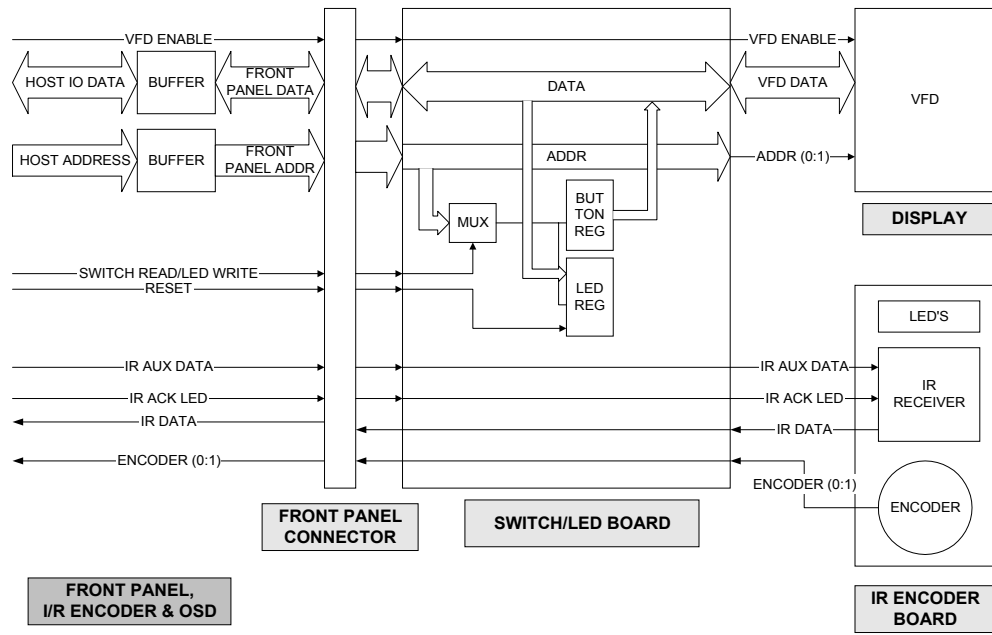 VFD ENABLE
VFD ENABLE
HOST IO DATA
BUFFER
FRONT
PANEL DATA
DATA
VFD DATA
VFD
HOST ADDRESS
BUFFER
FRONT
PANEL ADDR
ADDR
ADDR (0:1)
MUX
BUT
TON
REG
DISPLAY
SWITCH READ/LED WRITE
RESET
LED
REG
LED'S
IR AUX DATA
IR AUX DATA
IR
RECEIVER
IR ACK LED
IR ACK LED
IR DATA
IR DATA
ENCODER (0:1)
ENCODER (0:1)
ENCODER
FRONT PANEL
CONNECTOR
SWITCH/LED BOARD
FRONT PANEL,
I/R ENCODER & OSD
IR ENCODER
BOARD